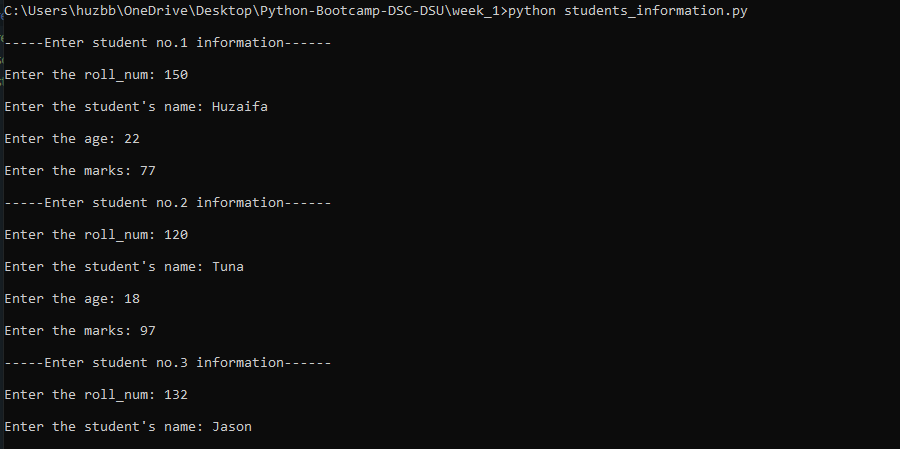 C:\Users\huzbb\OneDrive\Desktop\Python-Bootcamp-DSC-DSU\week_1>python students_information.py
-----Enter student no.1 information------
Enter the roll_num: 150
Enter the student's name: Huzaifa
Enter the age: 22
Enter the marks: 77
-----Enter student no.2 information------
Enter the roll_num: 120
Enter the student's name: Tuna
Enter the age: 18
Enter the marks: 97
-----Enter student no.3 information------
Enter the roll_num: 132
Enter the student's name: Jason